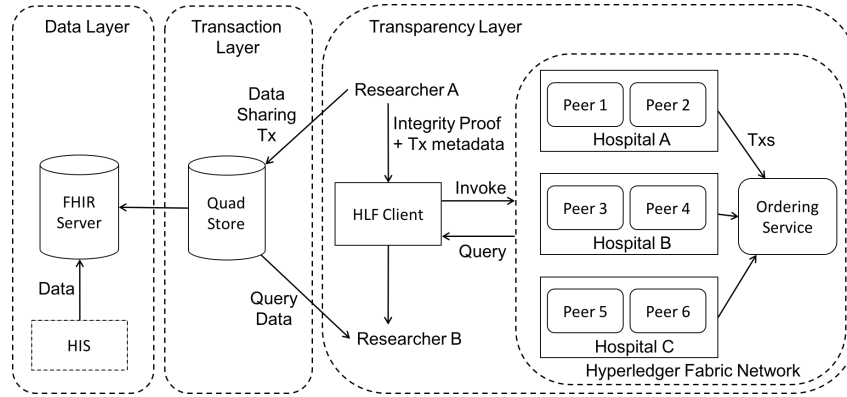 Data Layer
Transaction
Layer
Transparency Layer
Data
Sharing
Tx
Researcher A
Integrity Proof
+ Tx metadata
FHIR
Server
Quad
Store
HLF Client
Invoke
Query
Data
HIS
Query
Data
Researcher B
Peer 1
Peer 2
Hospital A
Peer 3
Peer 4
Hospital B
Peer 5
Peer 6
Hospital C
Txs
Ordering
Service
Hyperledger Fabric Network